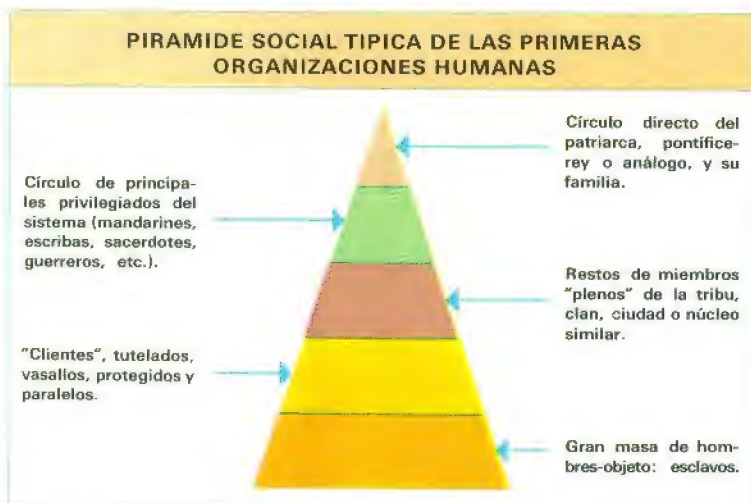 PIRAMIDE SOCIAL TIPICA DE LAS PRIMERAS
ORGANIZACIONES HUMANAS
Círculo directo del
patriarca, pontífice-
rey o análogo, y su
familia.
Círculo de principa-
les privilegiados del
sistema (mandarines,
escribas, sacerdotes,
guerreros, etc.).
Restos de miembros
"plenos" de la tribu,
clan, ciudad o núcleo
similar.
"Clientes", tutelados,
vasallos, protegidos y
paralelos.
Gran masa de hom-
bres-objeto: esclavos.